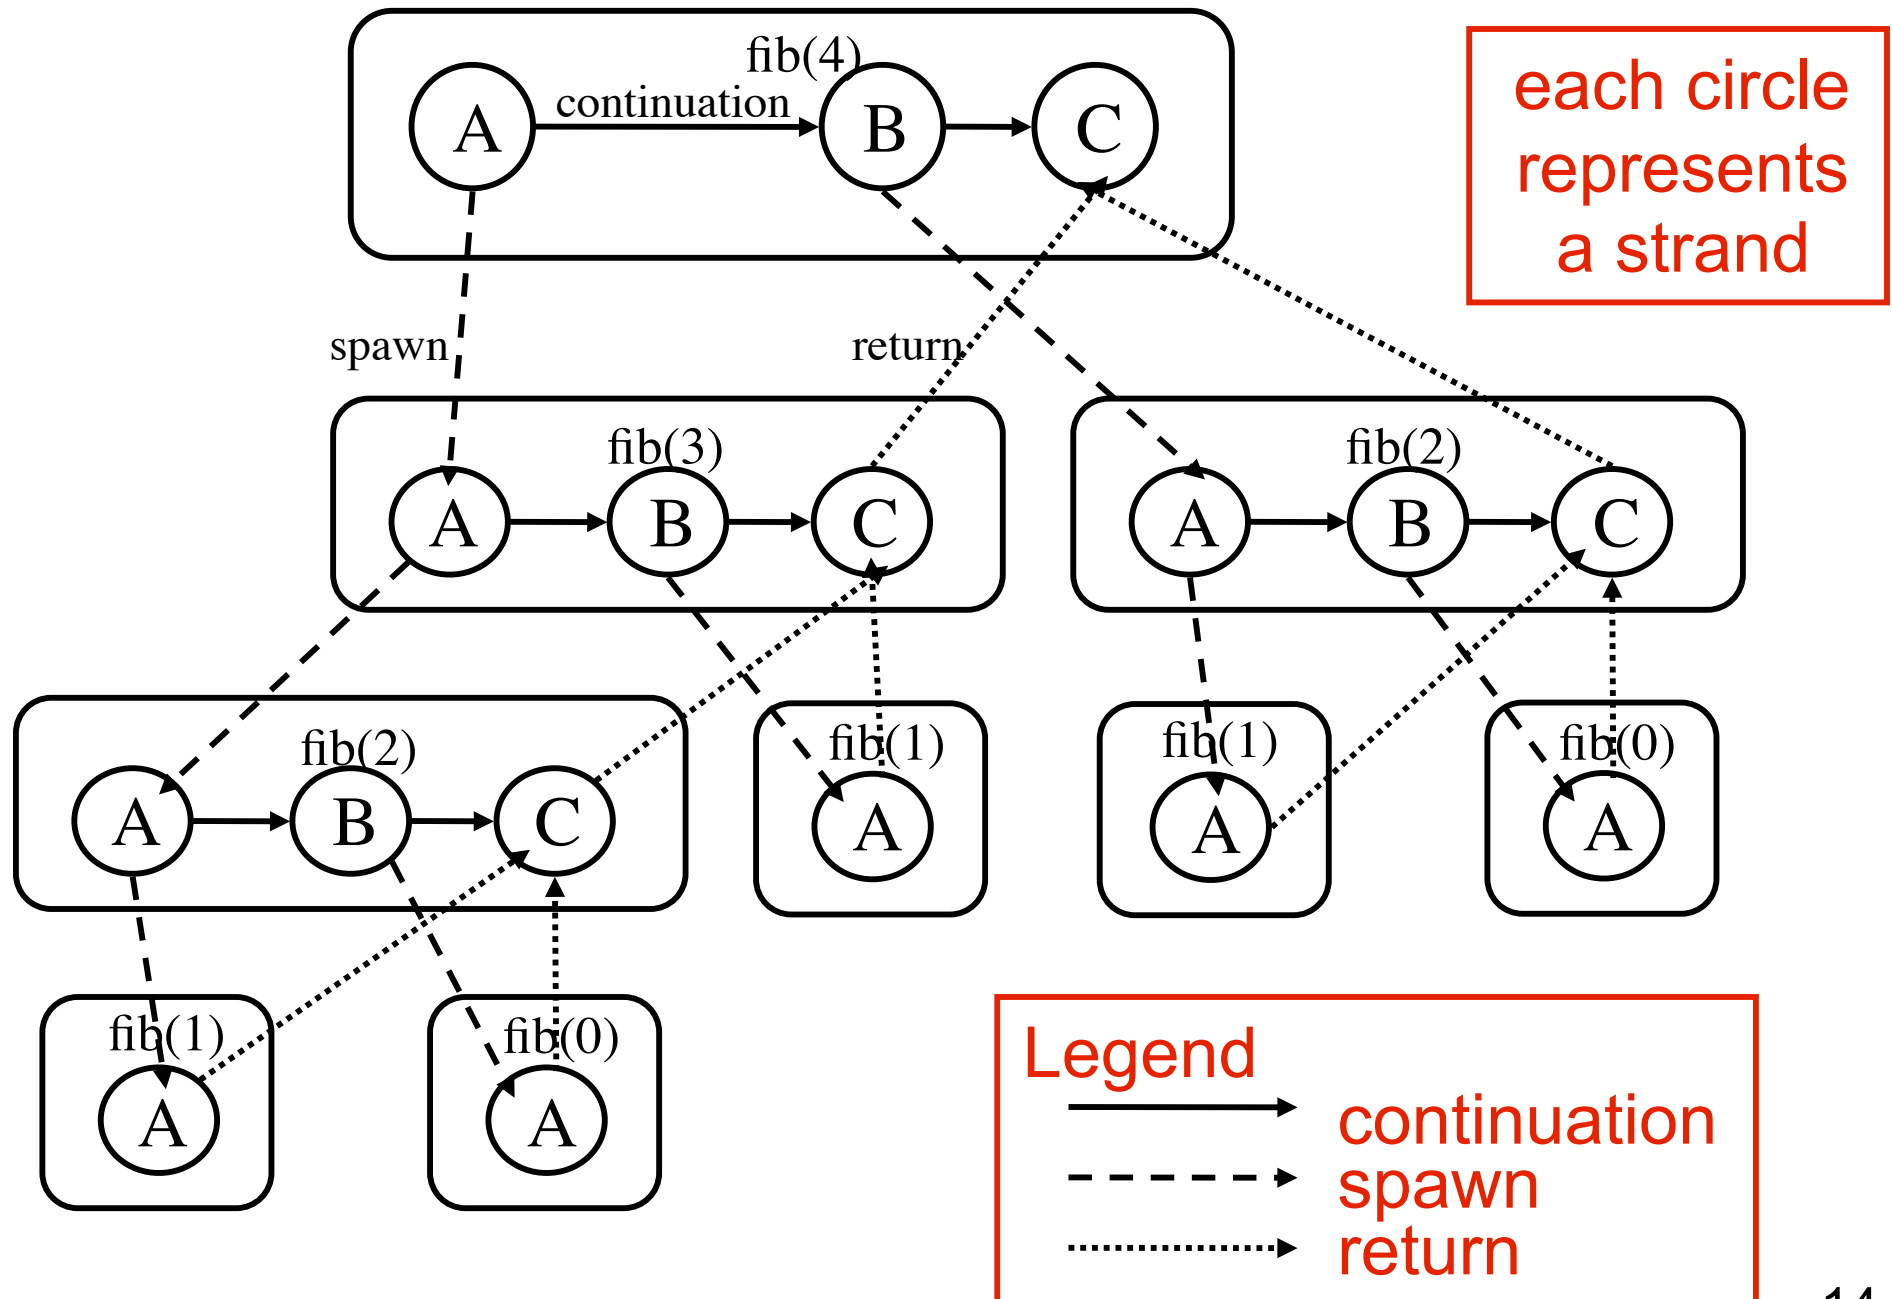 fib(4)
continuation
A
B
C
each circle
represents
a strand
spawn
return
fib(3)
A
B
C
fib(2)
A
B
C
fib(2)
A
B
C
fib(1)
A
fib(1)
A
fib(0)
A
fib(1)
A
fib(0)
A
Legend
continuation
spawn
return
14